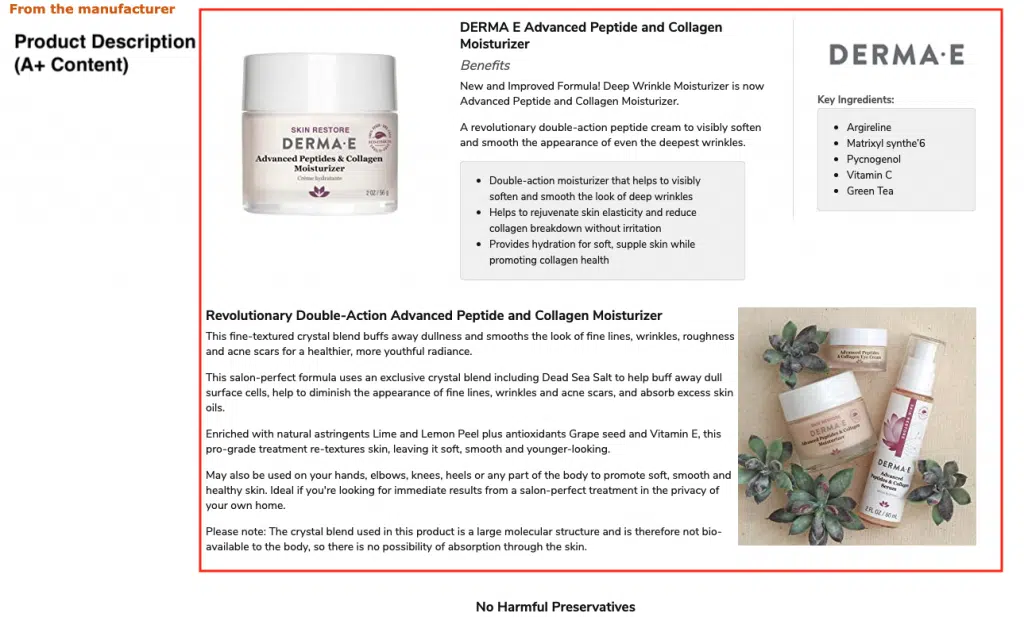 From the manufacturer
Product Description
(A+ Content)
SKIN RESTORE
DERMA·E
Advanced Peptides & Collagen
Moisturizer
Crème hydratante
2 OZ / 56 g
DERMA E Advanced Peptide and Collagen
Moisturizer
Benefits
New and Improved Formula! Deep Wrinkle Moisturizer is now
Advanced Peptide and Collagen Moisturizer.
A revolutionary double-action peptide cream to visibly soften
and smooth the appearance of even the deepest wrinkles.
• Double-action moisturizer that helps to visibly
soften and smooth the look of deep wrinkles
• Helps to rejuvenate skin elasticity and reduce
collagen breakdown without irritation
• Provides hydration for soft, supple skin while
promoting collagen health
DERMA·E
Key Ingredients:
• Argireline
• Matrixyl synthe'6
• Pycnogenol
• Vitamin C
• Green Tea
Revolutionary Double-Action Advanced Peptide and Collagen Moisturizer
This fine-textured crystal blend buffs away dullness and smooths the look of fine lines, wrinkles, roughness
and acne scars for a healthier, more youthful radiance.
This salon-perfect formula uses an exclusive crystal blend including Dead Sea Salt to help buff away dull
surface cells, help to diminish the appearance of fine lines, wrinkles and acne scars, and absorb excess skin
oils.
Enriched with natural astringents Lime and Lemon Peel plus antioxidants Grape seed and Vitamin E, this
pro-grade treatment re-textures skin, leaving it soft, smooth and younger-looking.
May also be used on your hands, elbows, knees, heels or any part of the body to promote soft, smooth and
healthy skin. Ideal if you're looking for immediate results from a salon-perfect treatment in the privacy of
your own home.
Please note: The crystal blend used in this product is a large molecular structure and is therefore not bio-
available to the body, so there is no possibility of absorption through the skin.
Advanced Peptides
& Collagen Eye Cream
SKIN RESTORE
DERMA·E
Advanced Peptides & Collagen
Moisturizer
DERMA·E
Advanced
Peptides & Collagen
Serum
2 FL OZ / 60 mL
No Harmful Preservatives